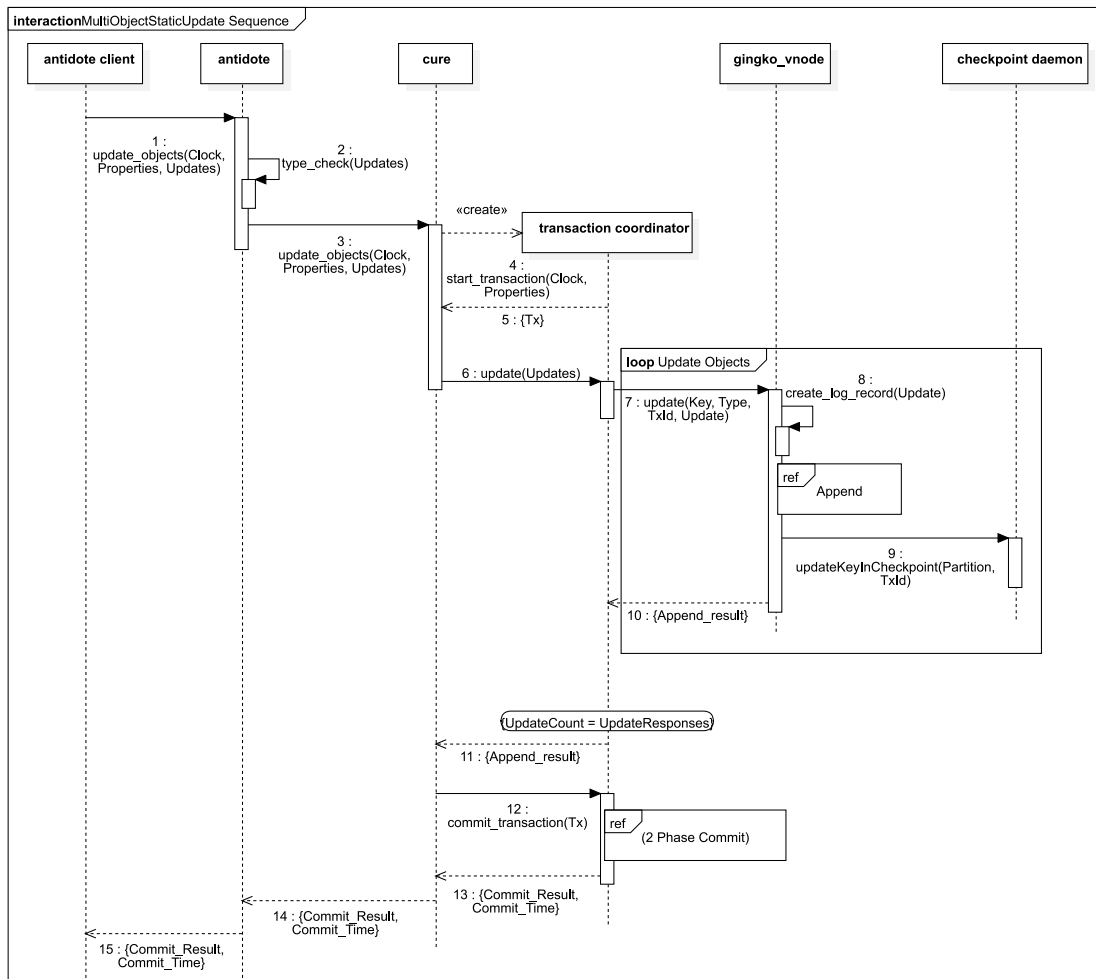 interactionMultiObjectStaticUpdate Sequence
antidote client
antidote
cure
gingko_vnode
checkpoint daemon
1 :
update_objects(Clock,
Properties, Updates)
2 :
type_check(Updates)
3 :
update_objects(Clock,
Properties, Updates)
«create»
transaction coordinator
4 :
start_transaction(Clock,
Properties)
5 : {Tx}
loop Update Objects
6 : update(Updates)
7 : update(Key, Type,
TxId, Update)
8 :
create_log_record(Update)
ref
Append
9 :
updateKeyInCheckpoint(Partition,
TxId)
10 : {Append_result}
{UpdateCount = UpdateResponses}
11 : {Append_result}
12 :
commit_transaction(Tx)
ref
(2 Phase Commit)
13 : {Commit_Result,
Commit_Time}
14 : {Commit_Result,
Commit_Time}
15 : {Commit_Result,
Commit_Time}